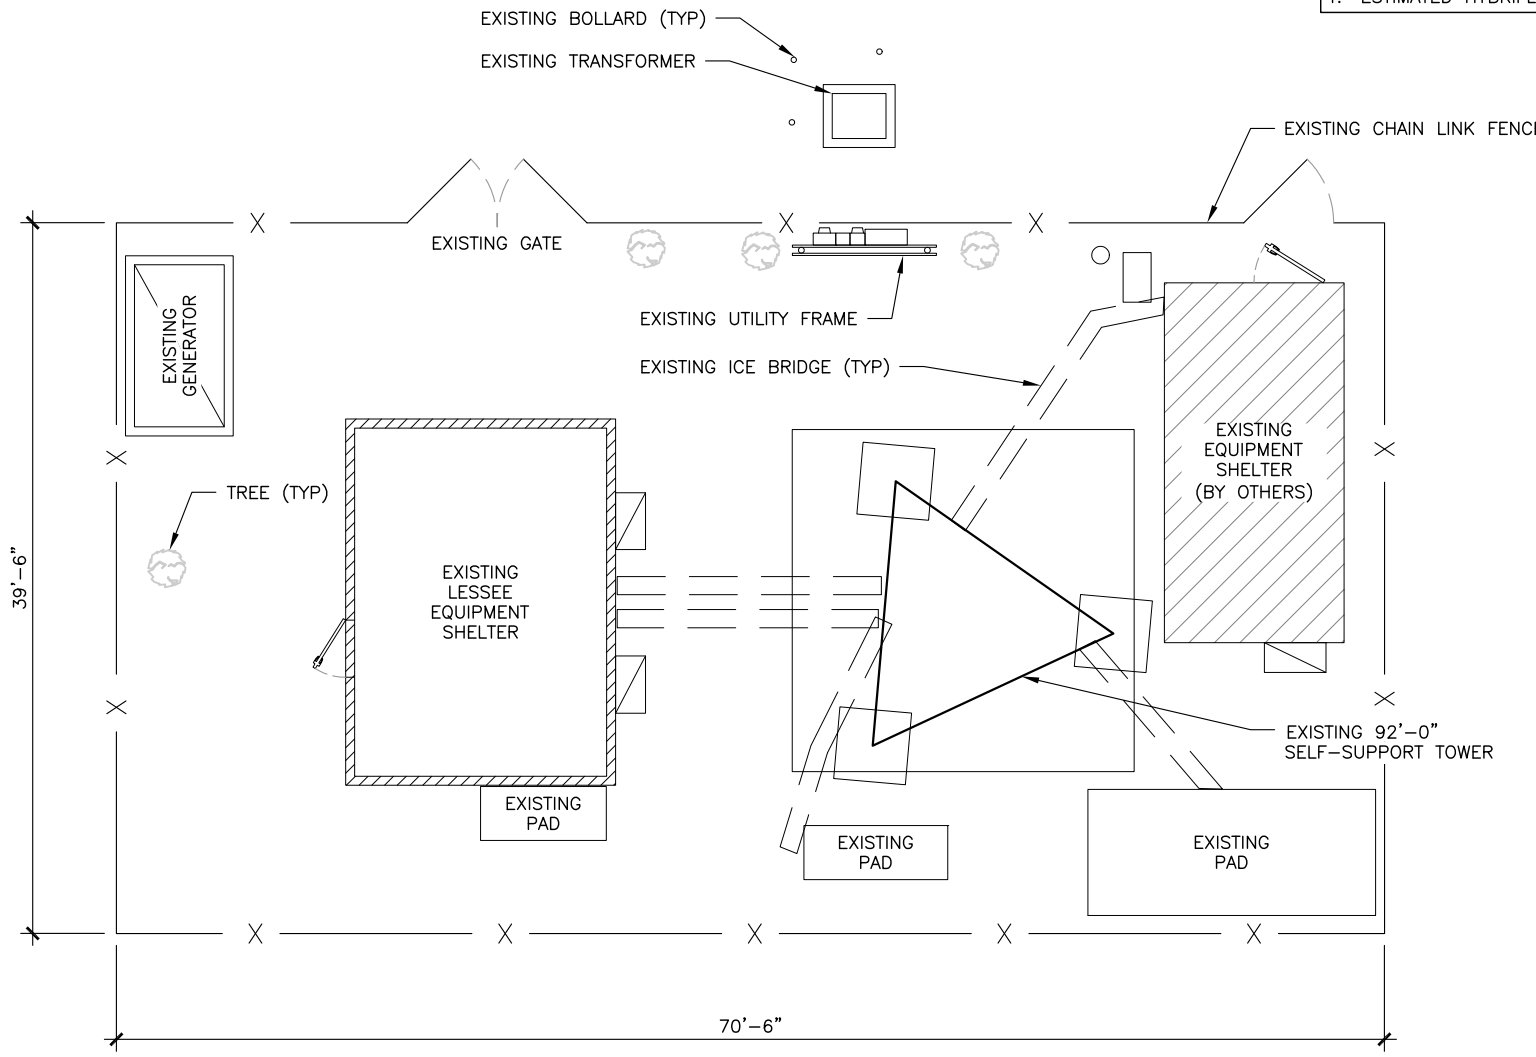 EXISTING BOLLARD (TYP)
EXISTING TRANSFORMER
EXISTING CHAIN LINK FENC
X
X
X
EXISTING GATE
EXISTING
GENERATOR
EXISTING UTILITY FRAME
EXISTING ICE BRIDGE (TYP)
EXISTING
EQUIPMENT
SHELTER
(BY OTHERS)
X
X
TREE (TYP)
39'-6"
EXISTING
LESSEE
EQUIPMENT
SHELTER
X
X
EXISTING 92'-0"
SELF-SUPPORT TOWER
EXISTING
PAD
EXISTING
PAD
EXISTING
PAD
X
X
X
X
X
70'-6"